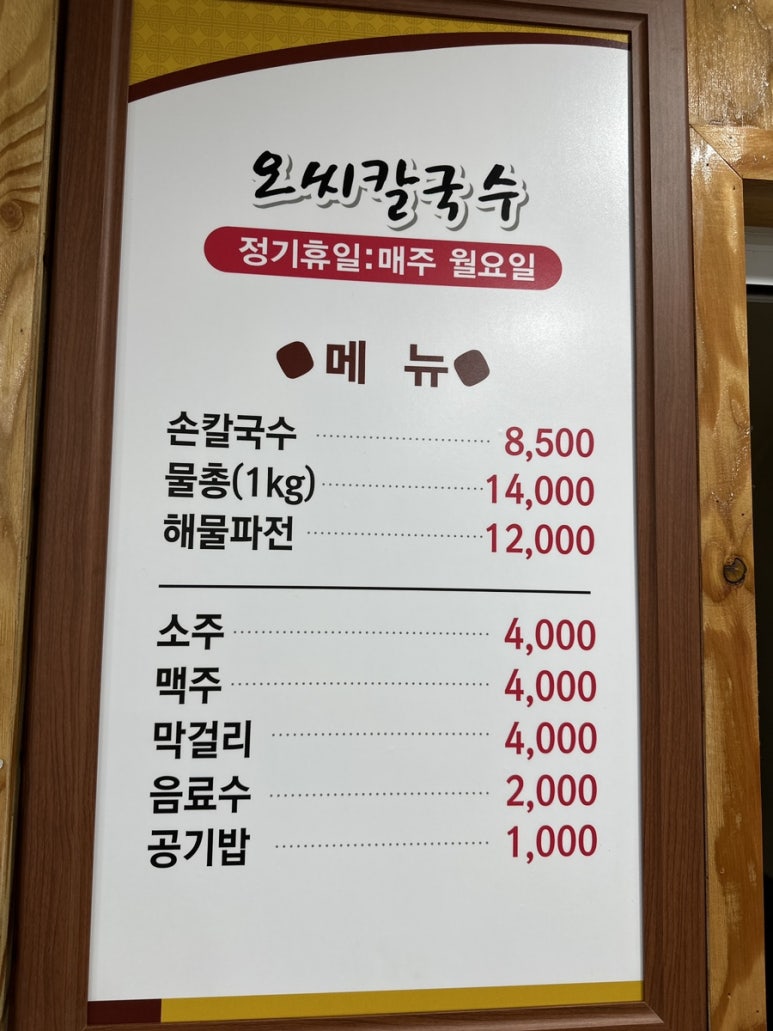 오씨칼국수
정기휴일:매주 월요일
메 뉴
손칼국수 8,500
물총(1kg) 14,000
해물파전 12,000
소주 4,000
맥주 4,000
막걸리 4,000
음료수 2,000
공기밥 1,000